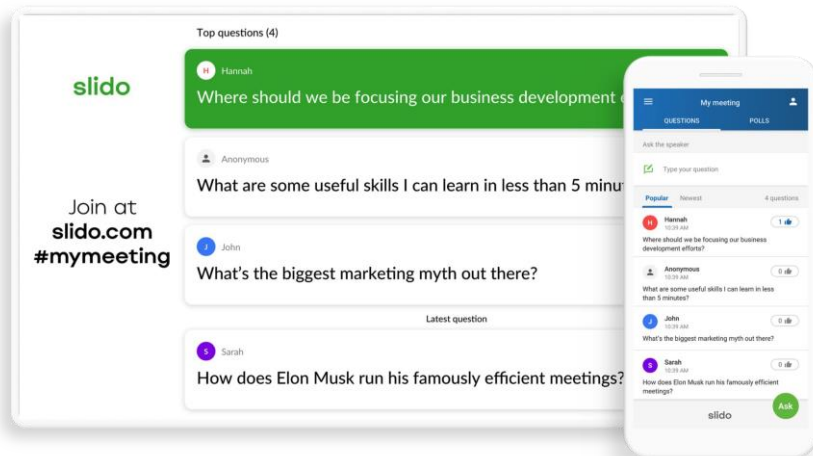 Top questions (4)
slido
Join at
slido.com
#mymeeting
H Hannah
Where should we be focusing our business development
Anonymous
What are some useful skills I can learn in less than 5
J John
What's the biggest marketing myth out there?
Latest question
S Sarah
How does Elon Musk run his famously efficient meetings?
My meeting
QUESTIONS POLLS
Ask the speaker
Type your question
Popular Newest 4 questions
H Hannah 1
10:39 AM
Where should we be focusing our business
development efforts?
Anonymous 0
10:39 AM
What are some useful skills I can learn in less
than 5 minutes?
J John 0
10:39 AM
What's the biggest marketing myth out there?
S Sarah 0
10:39 AM
How does Elon Musk run his famously efficient
meetings?
Ask
slido